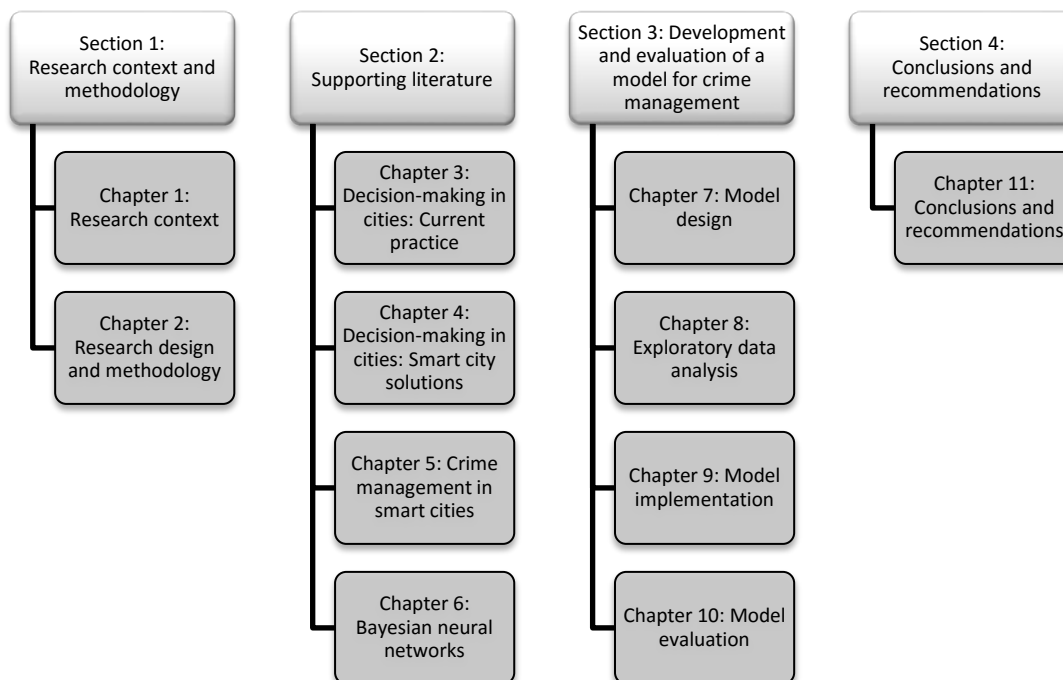 Section 1:
Research context and
methodology
Chapter 1:
Research context
Chapter 2:
Research design
and methodology
Section 2:
Supporting literature
Chapter 3:
Decision-making in
cities: Current
practice
Chapter 4:
Decision-making in
cities: Smart city
solutions
Chapter 5: Crime
management in
smart cities
Chapter 6:
Bayesian neural
networks
Section 3: Development
and evaluation of a
model for crime
management
Chapter 7: Model
design
Chapter 8:
Exploratory data
analysis
Chapter 9: Model
implementation
Chapter 10: Model
evaluation
Section 4:
Conclusions and
recommendations
Chapter 11:
Conclusions and
recommendations